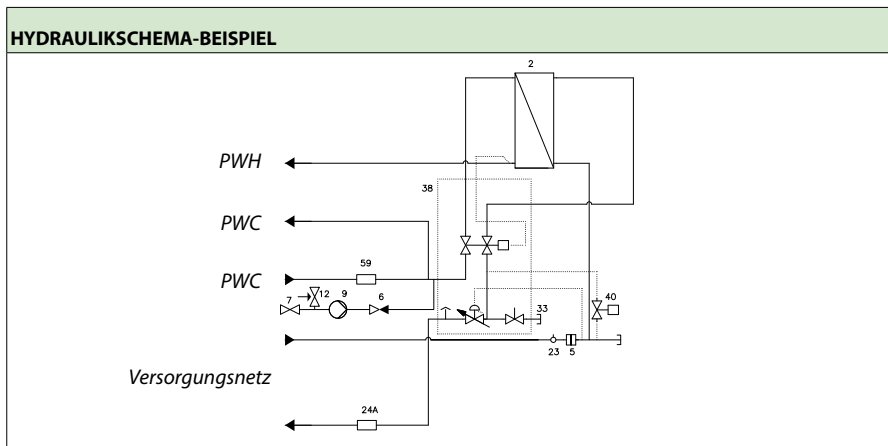 HYDRAULIKSCHEMA-BEISPIEL
2
PWH
38
PWC
59
PWC
12
7
9
6
33
40
23
5
Versorgungsnetz
24A